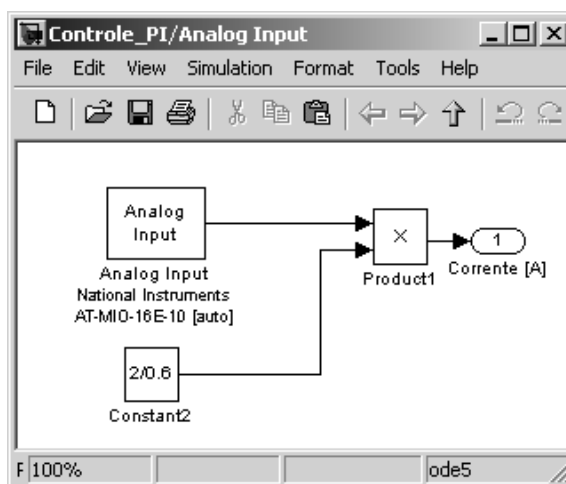 Controle_PI/Analog Input
File Edit View Simulation Format Tools Help
Analog
Input
Analog Input
National Instruments
AT-MIO-16E-10 [auto]
×
Product1
1
Corrente [A]
2/0.6
Constant2
F 100% ode5